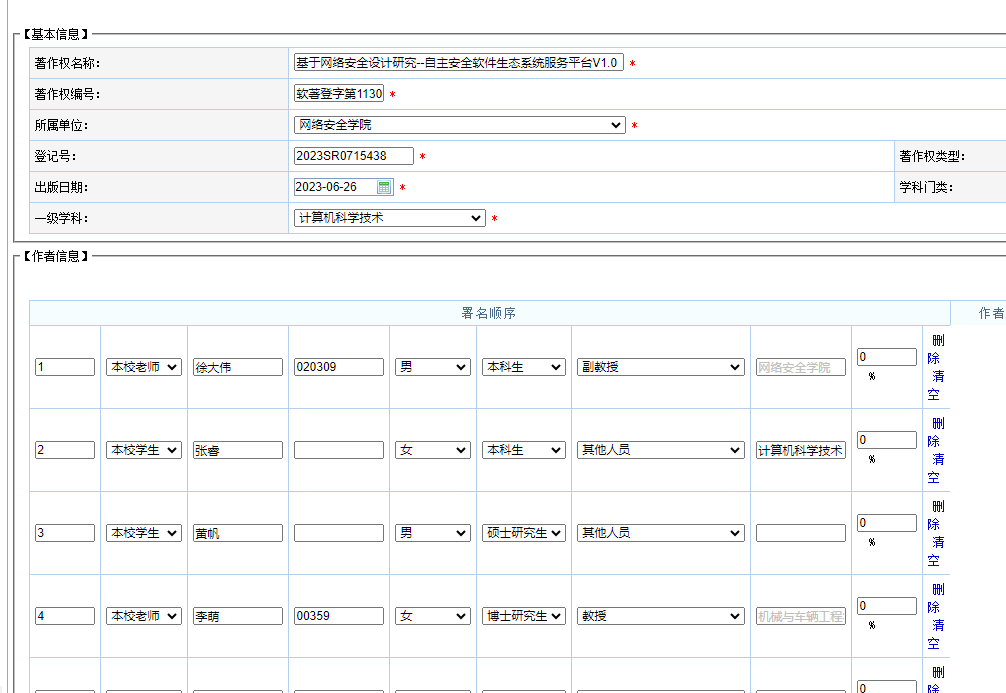 【基本信息】
著作权名称： 基于网络安全设计研究--自主安全软件生态系统服务平台V1.0 *
著作权编号： 软著登字第1130 *
所属单位： 网络安全学院 *
登记号： 2023SR0715438 * 著作权类型：
出版日期： 2023-06-26 * 学科门类：
一级学科： 计算机科学技术 *
【作者信息】
署名顺序 作者
1 本校老师 徐大伟 020309 男 本科生 副教授 网络安全学院 0 % 删除 清空
2 本校学生 张睿 女 本科生 其他人员 计算机科学技术 0 % 删除 清空
3 本校学生 黄帆 男 硕士研究生 其他人员 0 % 删除 清空
4 本校老师 李萌 00359 女 博士研究生 教授 机械与车辆工程 0 % 删除 清空
0 删除